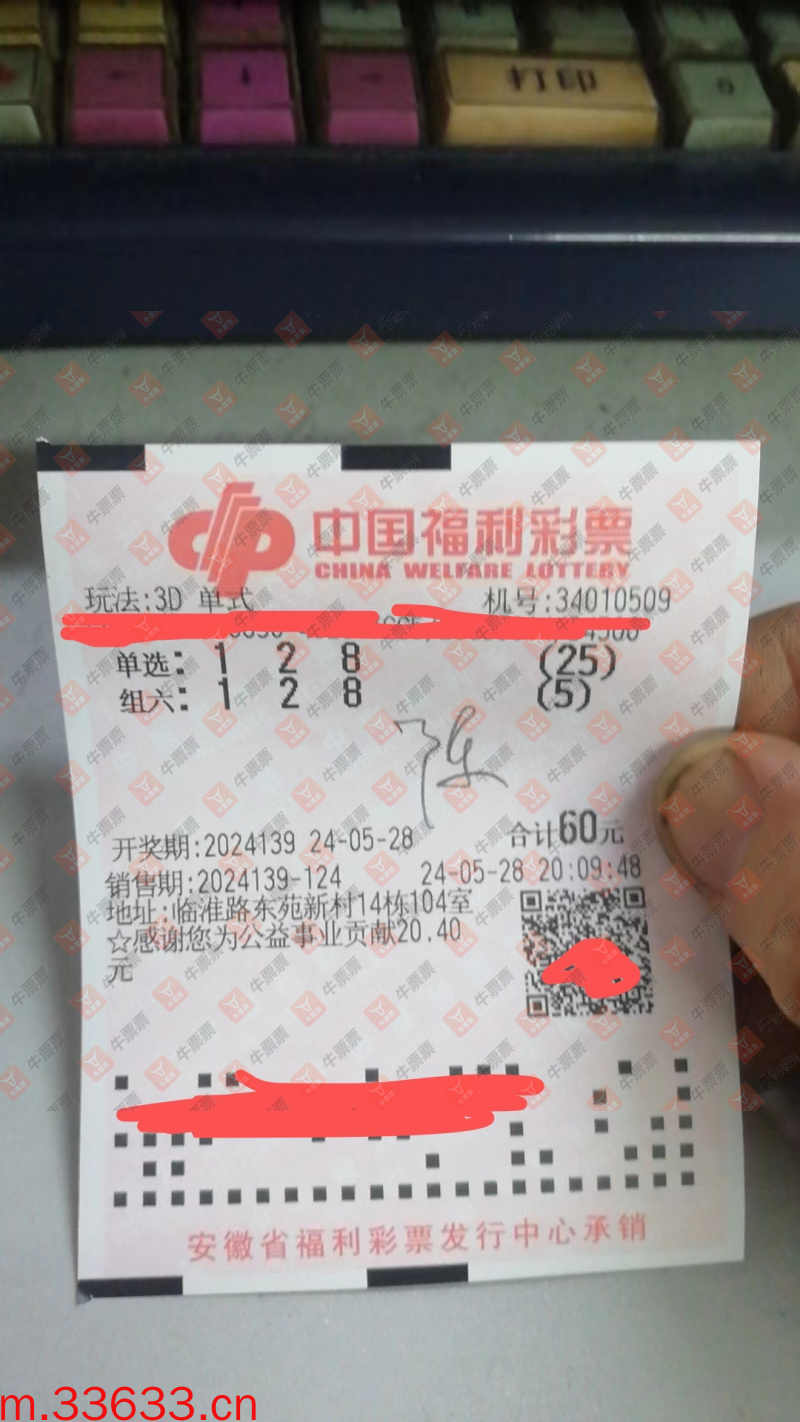 打印
中国福利彩票
CHINA WELFARE LOTTERY
玩法:3D 单式 机号:34010509
单选: 1 2 8 (25)
组六: 1 2 8 (5)
陈
开奖期:2024139 24-05-28 合计60元
销售期:2024139-124 24-05-28 20:09:48
地址:临淮路东苑新村14栋104室
☆感谢您为公益事业贡献20.40
元
安徽省福利彩票发行中心承销
牛票票
m.33633.cn